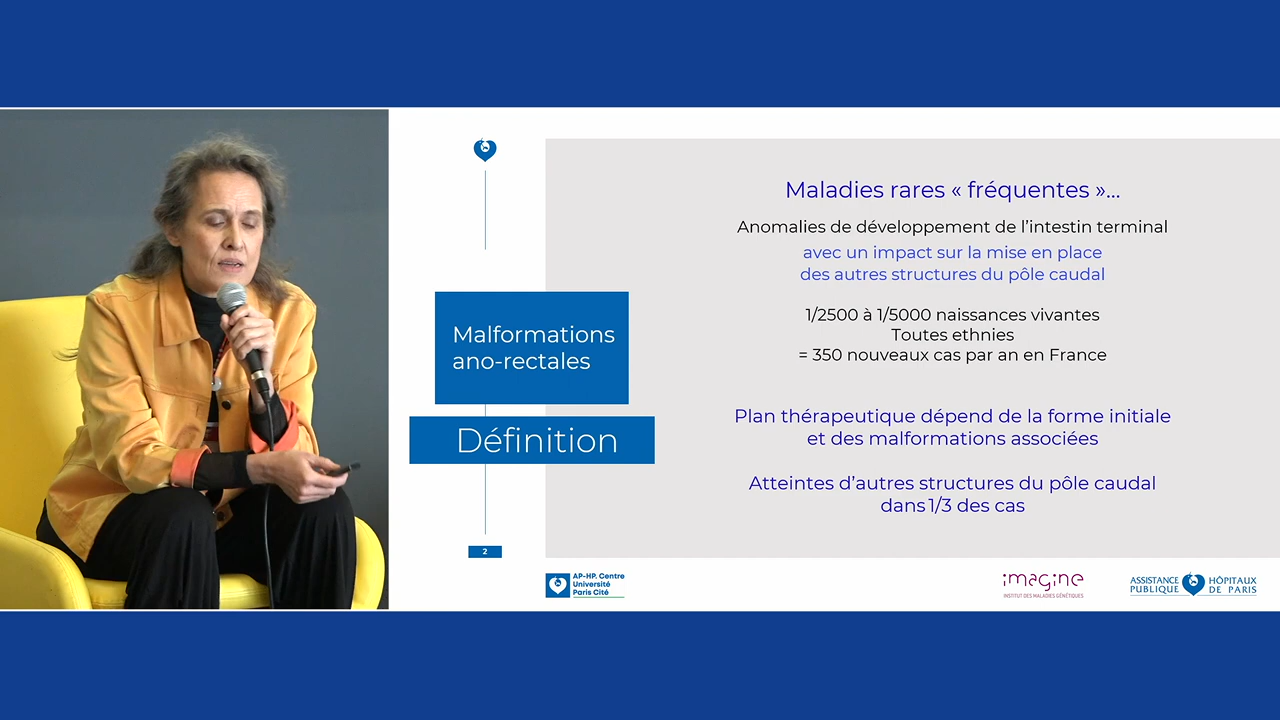 Malformations
ano-rectales
Définition
2
Maladies rares « fréquentes »...
Anomalies de développement de l'intestin terminal
avec un impact sur la mise en place
des autres structures du pôle caudal
1/2500 à 1/5000 naissances vivantes
Toutes ethnies
= 350 nouveaux cas par an en France
Plan thérapeutique dépend de la forme initiale
et des malformations associées
Atteintes d'autres structures du pôle caudal
dans 1/3 des cas
AP-HP. Centre
Université
Paris Cité
imagine
INSTITUT DES MALADIES GÉNÉTIQUES
ASSISTANCE
PUBLIQUE
HÔPITAUX
DE PARIS